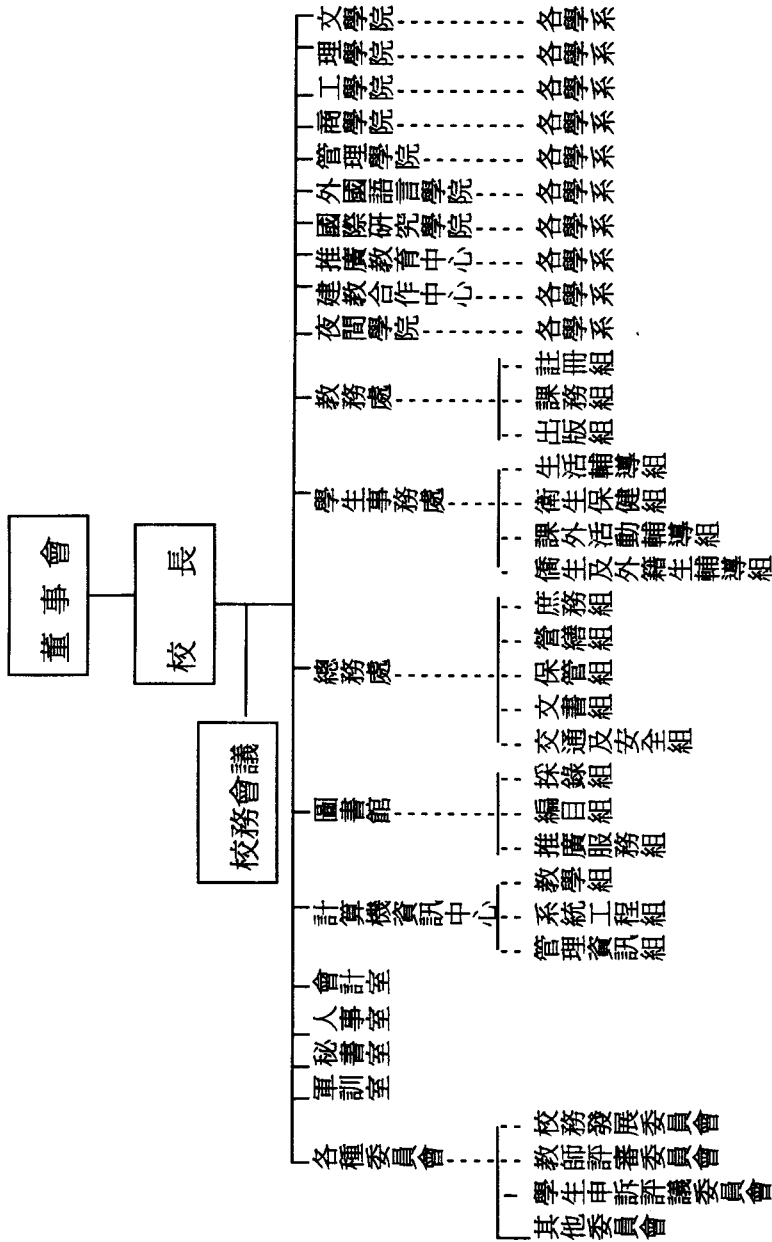 董事會
校長
校務會議
文學院
各學系
理學院
各學系
工學院
各學系
商學院
各學系
管理學院
各學系
外國語言學院
各學系
國際研究學院
各學系
推廣教育中心
各學系
建教合作中心
各學系
夜間學院
各學系
教務處
註冊組
課務組
出版組
學生事務處
生活輔導組
衛生保健組
課外活動輔導組
僑生及外籍生輔導組
總務處
庶務組
營繕組
保管組
文書組
交通及安全組
圖書館
採錄組
編目組
推廣服務組
計算機資訊中心
教學組
系統工程組
管理資訊組
會計室
人事室
秘書室
軍訓室
各種委員會
校務發展委員會
教師評審委員會
學生申訴評議委員會
其他委員會